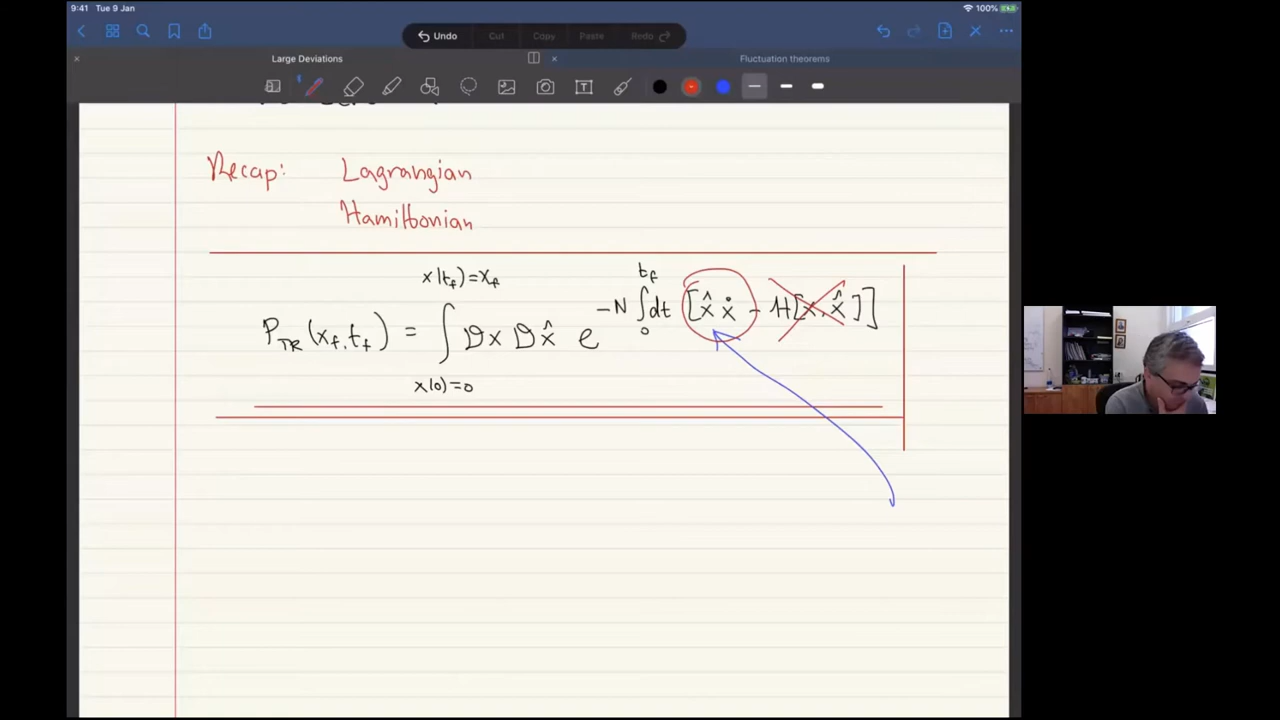 9:41 Tue 9 Jan 100%
Undo Cut Copy Paste Redo
Large Deviations Fluctuation theorems
Recap: Lagrangian
Hamiltonian
P_TR(x_f, t_f) = ∫_{x(0)=0}^{x(t_f)=x_f} 𝒟x 𝒟x̂ e^{-N ∫_0^{t_f} dt [x̂ ẋ - H[x, x̂]]}